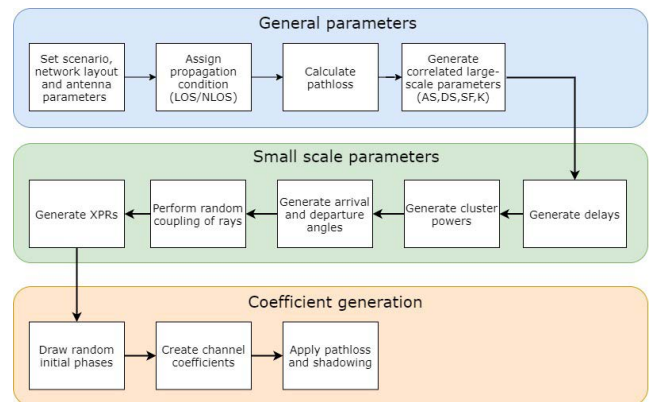 General parameters
Set scenario,
network layout
and antenna
parameters
Assign
propagation
condition
(LOS/NLOS)
Calculate
pathloss
Generate
correlated large-
scale parameters
(AS,DS,SF,K)
Small scale parameters
Generate XPRs
Perform random
coupling of rays
Generate arrival
and departure
angles
Generate cluster
powers
Generate delays
Coefficient generation
Draw random
initial phases
Create channel
coefficients
Apply pathloss
and shadowing